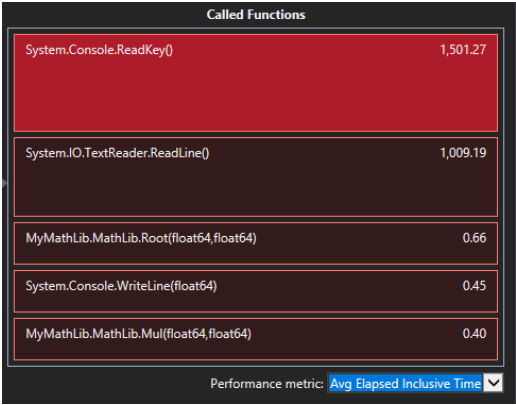 Called Functions
System.Console.ReadKey() 1,501.27
System.IO.TextReader.ReadLine() 1,009.19
MyMathLib.MathLib.Root(float64,float64) 0.66
System.Console.WriteLine(float64) 0.45
MyMathLib.MathLib.Mul(float64,float64) 0.40
Performance metric: Avg Elapsed Inclusive Time